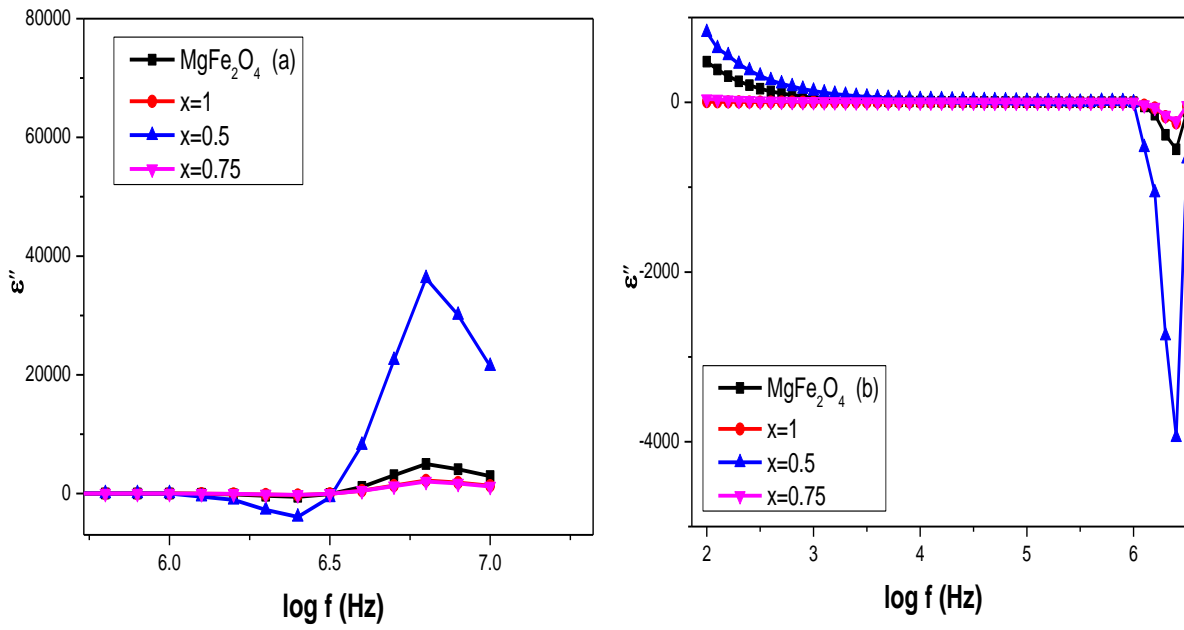 80000
60000
40000
20000
0
ε″
MgFe₂O₄ (a)
x=1
x=0.5
x=0.75
6.0
6.5
7.0
log f (Hz)
0
-2000
-4000
ε″
MgFe₂O₄ (b)
x=1
x=0.5
x=0.75
2
3
4
5
6
log f (Hz)